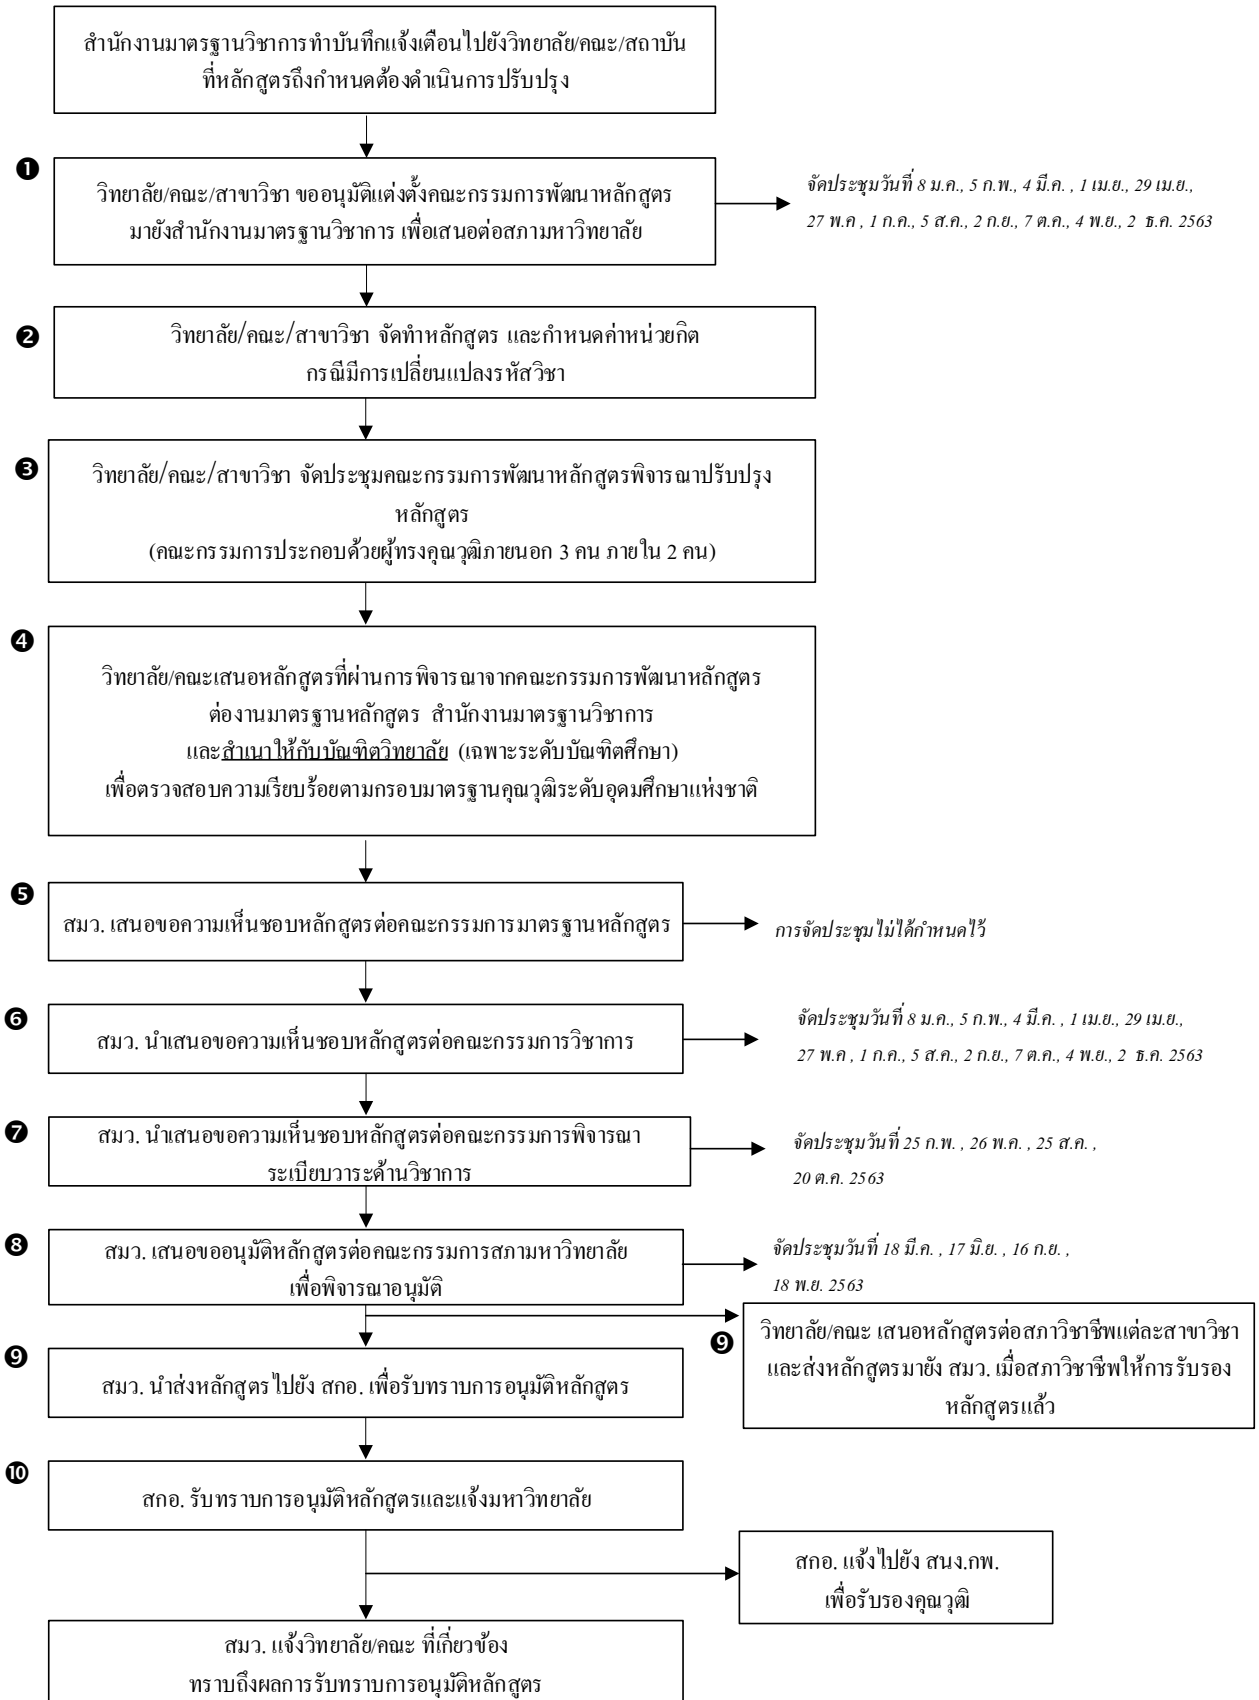 สำนักงานมาตรฐานวิชาการทำบันทึกแจ้งเตือนไปยังวิทยาลัย/คณะ/สถาบัน
ที่หลักสูตรถึงกำหนดต้องดำเนินการปรับปรุง
❶
วิทยาลัย/คณะ/สาขาวิชา ขออนุมัติแต่งตั้งคณะกรรมการพัฒนาหลักสูตร
มายังสำนักงานมาตรฐานวิชาการ เพื่อเสนอต่อสภามหาวิทยาลัย
จัดประชุมวันที่ 8 ม.ค., 5 ก.พ., 4 มี.ค. , 1 เม.ย., 29 เม.ย.,
27 พ.ค , 1 ก.ค., 5 ส.ค., 2 ก.ย., 7 ต.ค., 4 พ.ย., 2 ธ.ค. 2563
❷
วิทยาลัย/คณะ/สาขาวิชา จัดทำหลักสูตร และกำหนดค่าหน่วยกิต
กรณีมีการเปลี่ยนแปลงรหัสวิชา
❸
วิทยาลัย/คณะ/สาขาวิชา จัดประชุมคณะกรรมการพัฒนาหลักสูตรพิจารณาปรับปรุง
หลักสูตร
(คณะกรรมการประกอบด้วยผู้ทรงคุณวุฒิภายนอก 3 คน ภายใน 2 คน)
❹
วิทยาลัย/คณะเสนอหลักสูตรที่ผ่านการพิจารณาจากคณะกรรมการพัฒนาหลักสูตร
ต่องานมาตรฐานหลักสูตร สำนักงานมาตรฐานวิชาการ
และสำเนาให้กับบัณฑิตวิทยาลัย (เฉพาะระดับบัณฑิตศึกษา)
เพื่อตรวจสอบความเรียบร้อยตามกรอบมาตรฐานคุณวุฒิระดับอุดมศึกษาแห่งชาติ
❺
สมว. เสนอขอความเห็นชอบหลักสูตรต่อคณะกรรมการมาตรฐานหลักสูตร
การจัดประชุมไม่ได้กำหนดไว้
❻
สมว. นำเสนอขอความเห็นชอบหลักสูตรต่อคณะกรรมการวิชาการ
จัดประชุมวันที่ 8 ม.ค., 5 ก.พ., 4 มี.ค. , 1 เม.ย., 29 เม.ย.,
27 พ.ค , 1 ก.ค., 5 ส.ค., 2 ก.ย., 7 ต.ค., 4 พ.ย., 2 ธ.ค. 2563
❼
สมว. นำเสนอขอความเห็นชอบหลักสูตรต่อคณะกรรมการพิจารณา
ระเบียบวาระด้านวิชาการ
จัดประชุมวันที่ 25 ก.พ. , 26 พ.ค. , 25 ส.ค. ,
20 ต.ค. 2563
❽
สมว. เสนอขออนุมัติหลักสูตรต่อคณะกรรมการสภามหาวิทยาลัย
เพื่อพิจารณาอนุมัติ
จัดประชุมวันที่ 18 มี.ค. , 17 มิ.ย. , 16 ก.ย. ,
18 พ.ย. 2563
❾
วิทยาลัย/คณะ เสนอหลักสูตรต่อสภาวิชาชีพแต่ละสาขาวิชา
และส่งหลักสูตรมายัง สมว. เมื่อสภาวิชาชีพให้การรับรอง
หลักสูตรแล้ว
❾
สมว. นำส่งหลักสูตรไปยัง สกอ. เพื่อรับทราบการอนุมัติหลักสูตร
❿
สกอ. รับทราบการอนุมัติหลักสูตรและแจ้งมหาวิทยาลัย
สกอ. แจ้งไปยัง สนง.กพ.
เพื่อรับรองคุณวุฒิ
สมว. แจ้งวิทยาลัย/คณะ ที่เกี่ยวข้อง
ทราบถึงผลการรับทราบการอนุมัติหลักสูตร